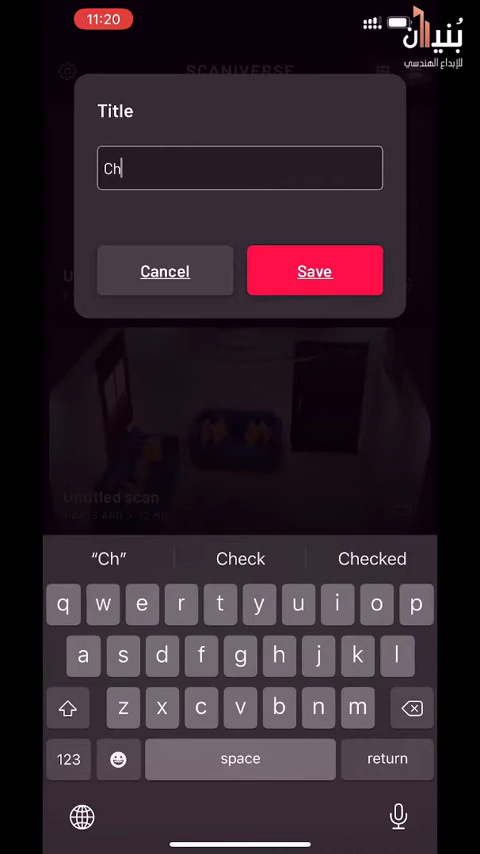 11:20
بُنيان
للإبداع الهندسي
SCANIVERSE
Title
Ch
Cancel
Save
Untitled scan
“Ch”
Check
Checked
q w e r t y u i o p
a s d f g h j k l
z x c v b n m
123
space
return